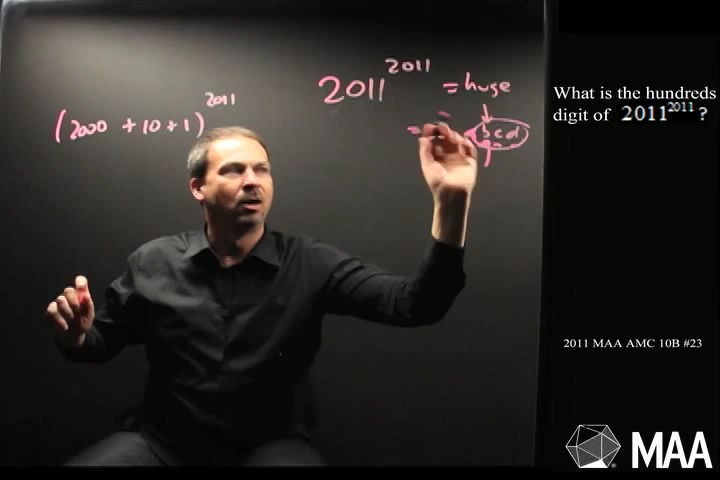 (2000 + 10 + 1)^2011
2011^2011 = huge
= bcd
What is the hundreds
digit of 2011^2011 ?
2011 MAA AMC 10B #23
MAA